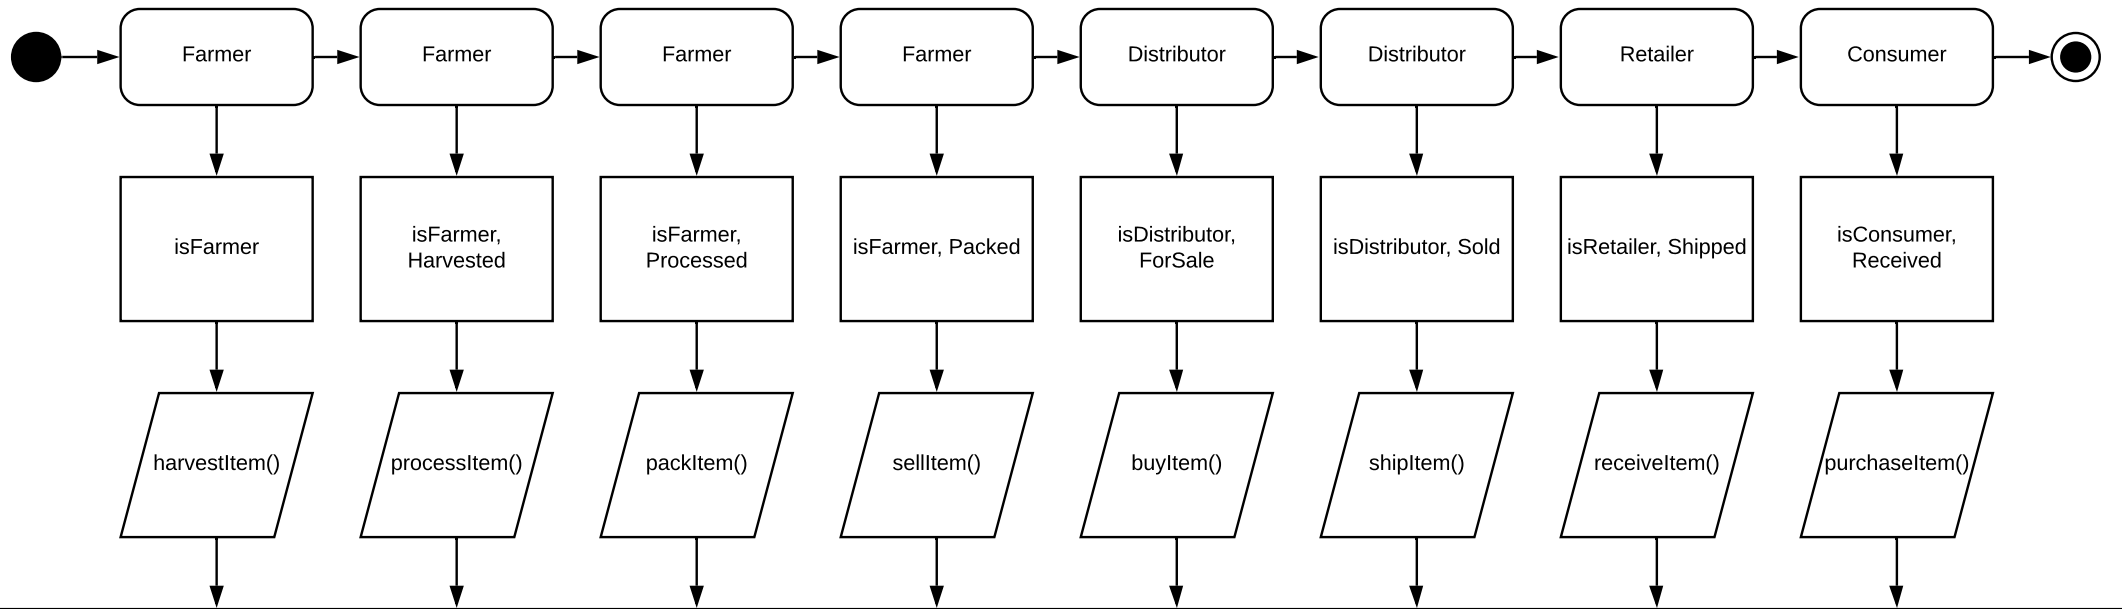 Farmer
Farmer
Farmer
Farmer
Distributor
Distributor
Retailer
Consumer
isFarmer
isFarmer,
Harvested
isFarmer,
Processed
isFarmer, Packed
isDistributor,
ForSale
isDistributor, Sold
isRetailer, Shipped
isConsumer,
Received
harvestItem()
processItem()
packItem()
sellItem()
buyItem()
shipItem()
receiveItem()
purchaseItem()